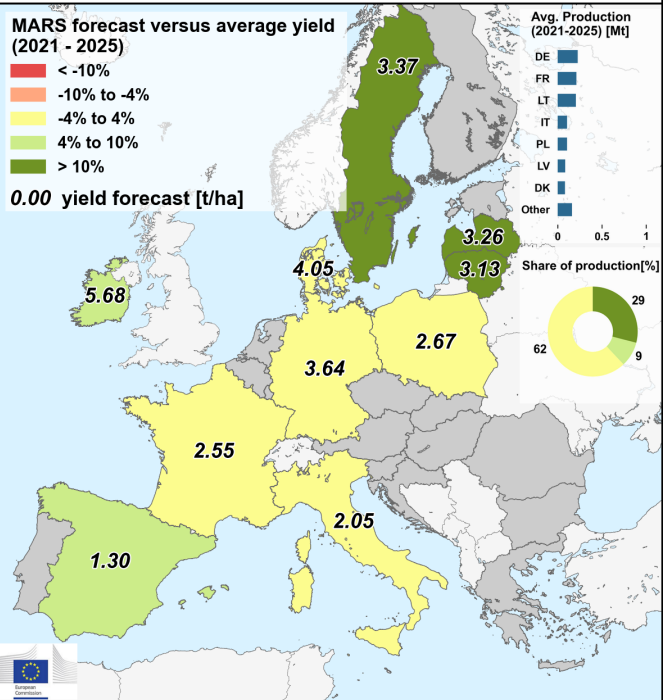 MARS forecast versus average yield
(2021 - 2025)
< -10%
-10% to -4%
-4% to 4%
4% to 10%
> 10%
0.00 yield forecast [t/ha]
Avg. Production
(2021-2025) [Mt]
DE
FR
LT
IT
PL
LV
DK
Other
0 0.5 1
Share of production[%]
29
62
9
3.37
3.26
3.13
4.05
5.68
2.67
3.64
2.55
2.05
1.30
European
Commission